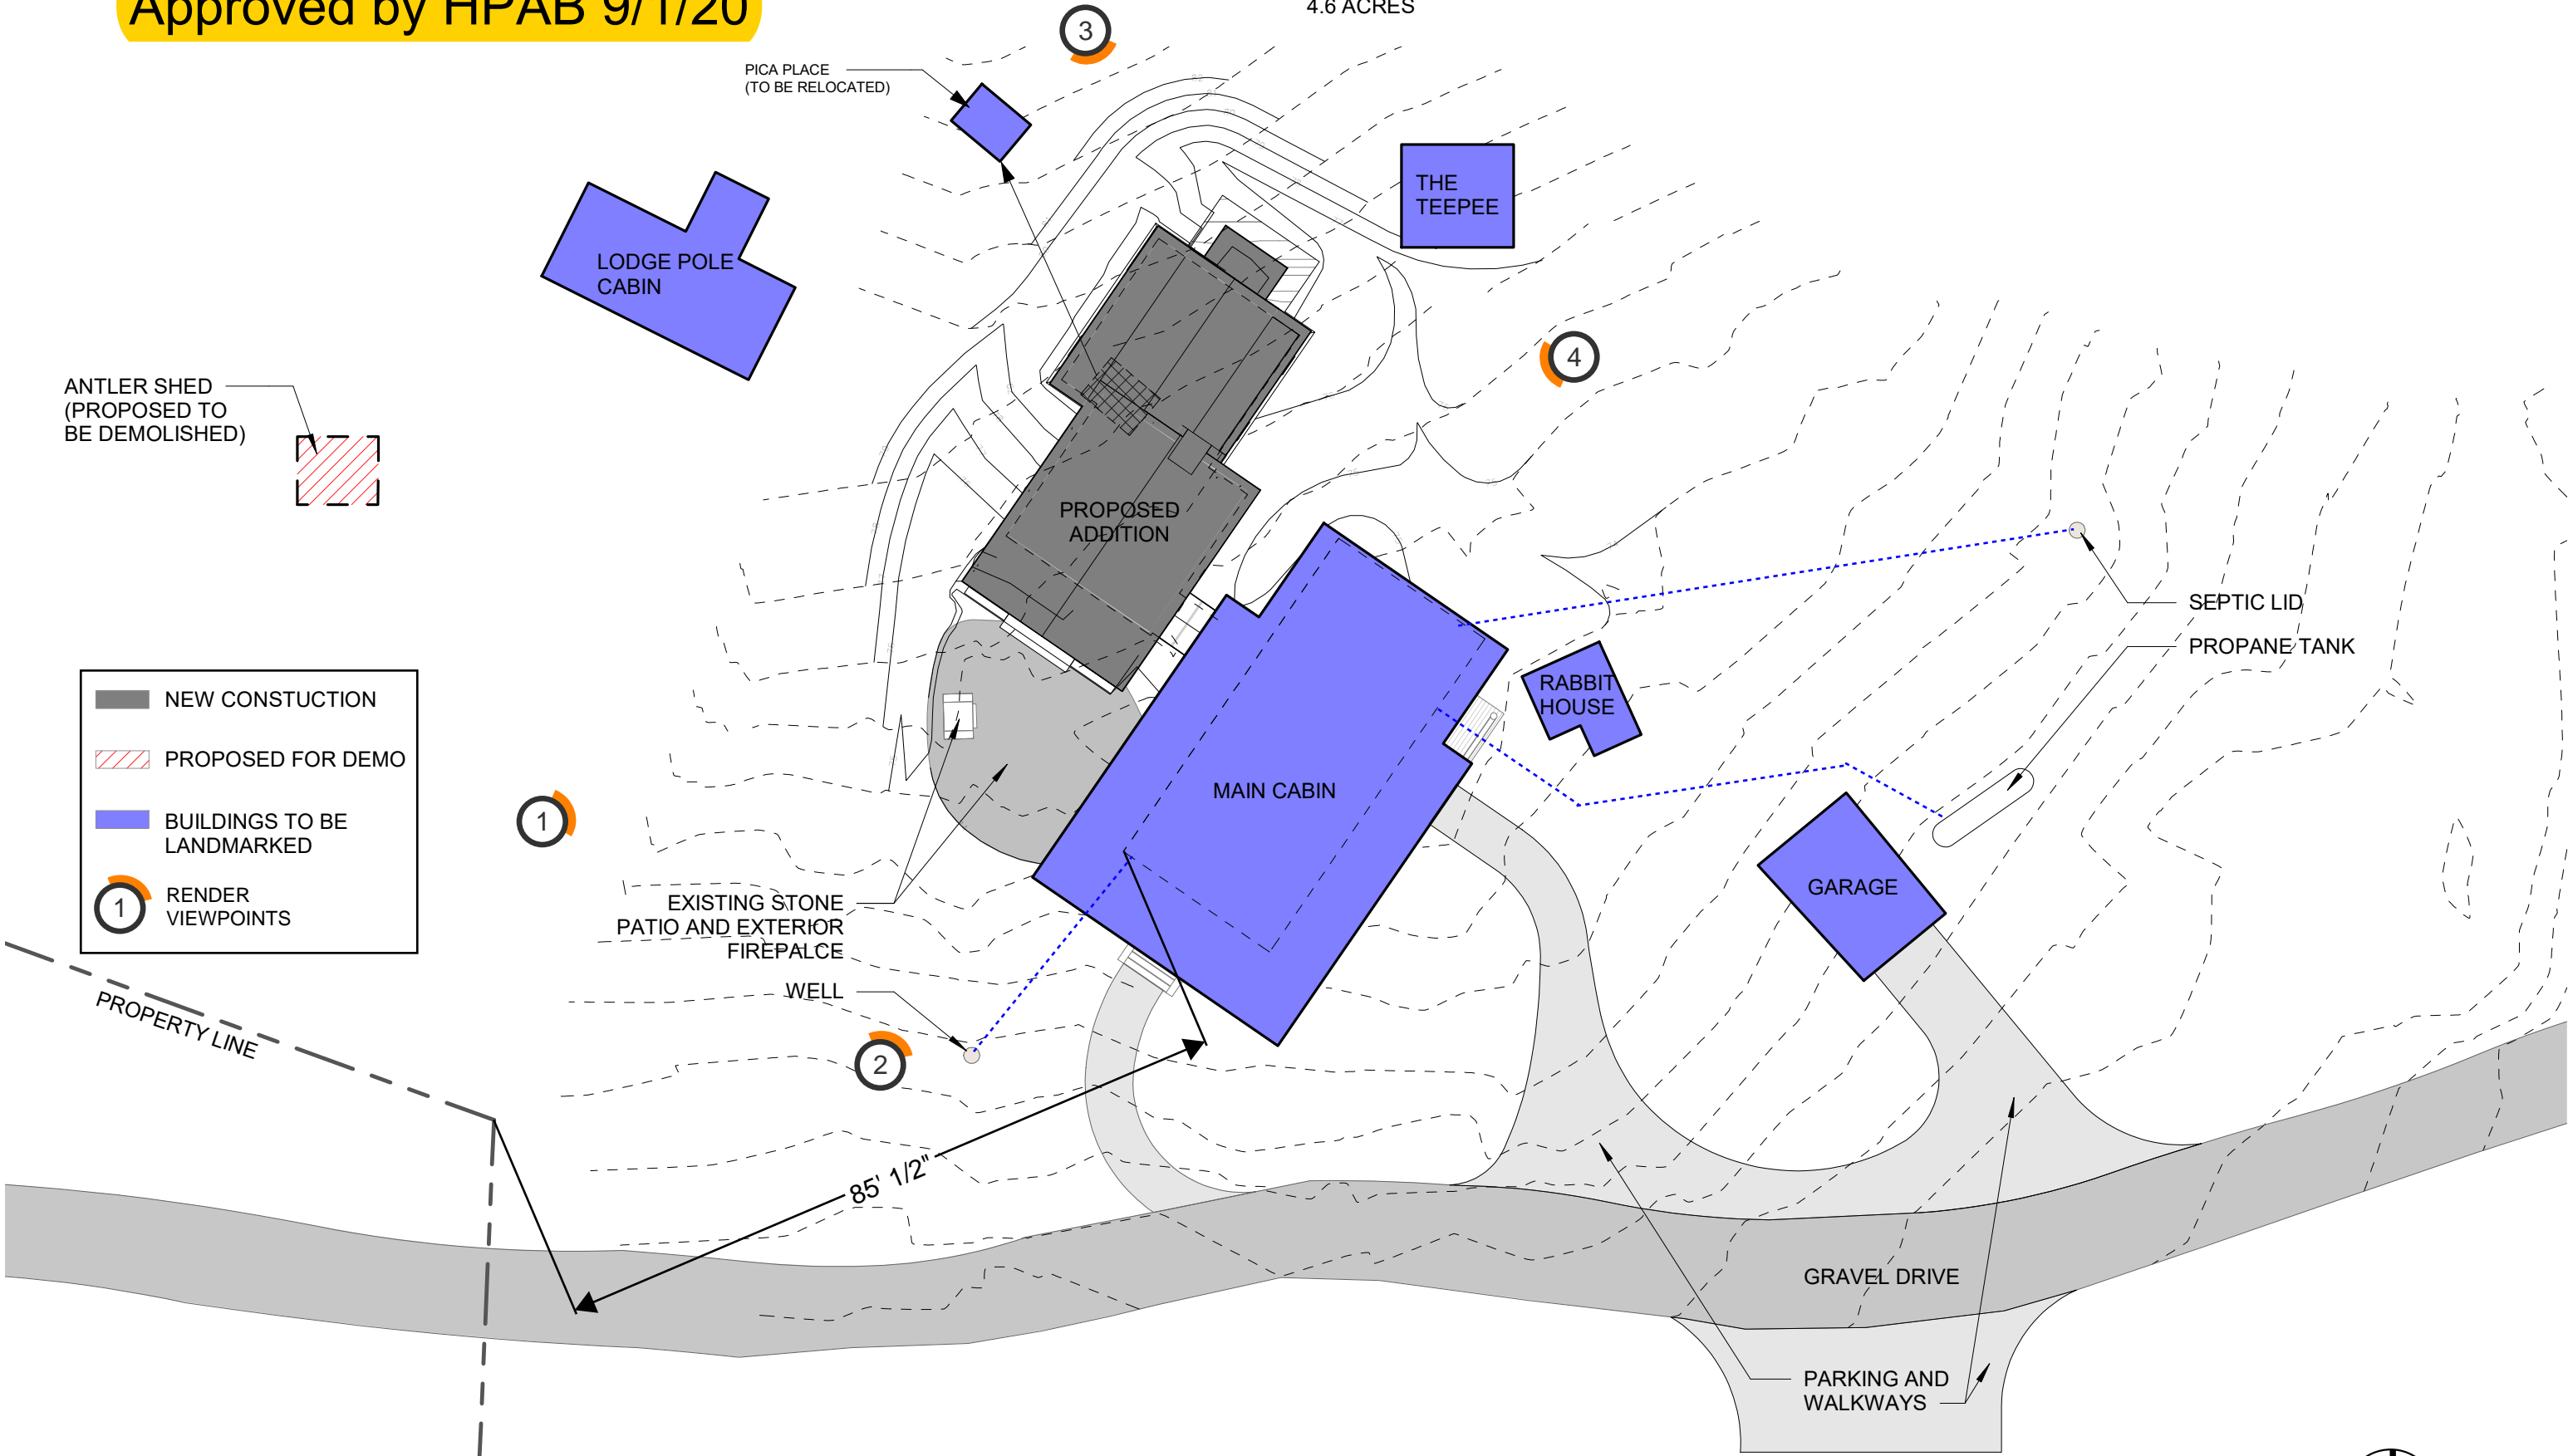 Approved by HPAB 9/1/20
4.6 ACRES
3
PICA PLACE
(TO BE RELOCATED)
THE
TEEPEE
LODGE POLE
CABIN
4
ANTLER SHED
(PROPOSED TO
BE DEMOLISHED)
PROPOSED
ADDITION
SEPTIC LID
PROPANE TANK
RABBIT
HOUSE
NEW CONSTUCTION
PROPOSED FOR DEMO
BUILDINGS TO BE
LANDMARKED
1
RENDER
VIEWPOINTS
1
MAIN CABIN
GARAGE
EXISTING STONE
PATIO AND EXTERIOR
FIREPALCE
WELL
2
PROPERTY LINE
85' 1/2"
GRAVEL DRIVE
PARKING AND
WALKWAYS